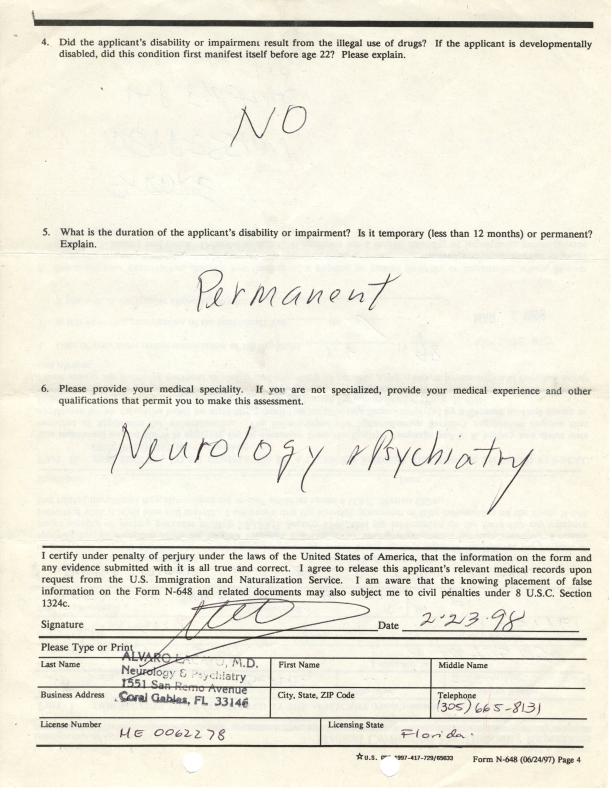 4. Did the applicant's disability or impairment result from the illegal use of drugs? If the applicant is developmentally
disabled, did this condition first manifest itself before age 22? Please explain.
NO
5. What is the duration of the applicant's disability or impairment? Is it temporary (less than 12 months) or permanent?
Explain.
Permanent
6. Please provide your medical speciality. If you are not specialized, provide your medical experience and other
qualifications that permit you to make this assessment.
Neurology & Psychiatry
I certify under penalty of perjury under the laws of the United States of America, that the information on the form and
any evidence submitted with it is all true and correct. I agree to release this applicant's relevant medical records upon
request from the U.S. Immigration and Naturalization Service. I am aware that the knowing placement of false
information on the Form N-648 and related documents may also subject me to civil penalties under 8 U.S.C. Section
1324c.
Signature Date 2-23-98
Please Type or Print
ALVARO M.D.
Last Name First Name Middle Name
Neurology & Psychiatry
1551 San Remo Avenue
Business Address Coral Gables, FL 33146 City, State, ZIP Code Telephone
(305) 665-8131
License Number Licensing State
ME 0062278 Florida.
☆U.S. 1997-417-729/65633 Form N-648 (06/24/97) Page 4